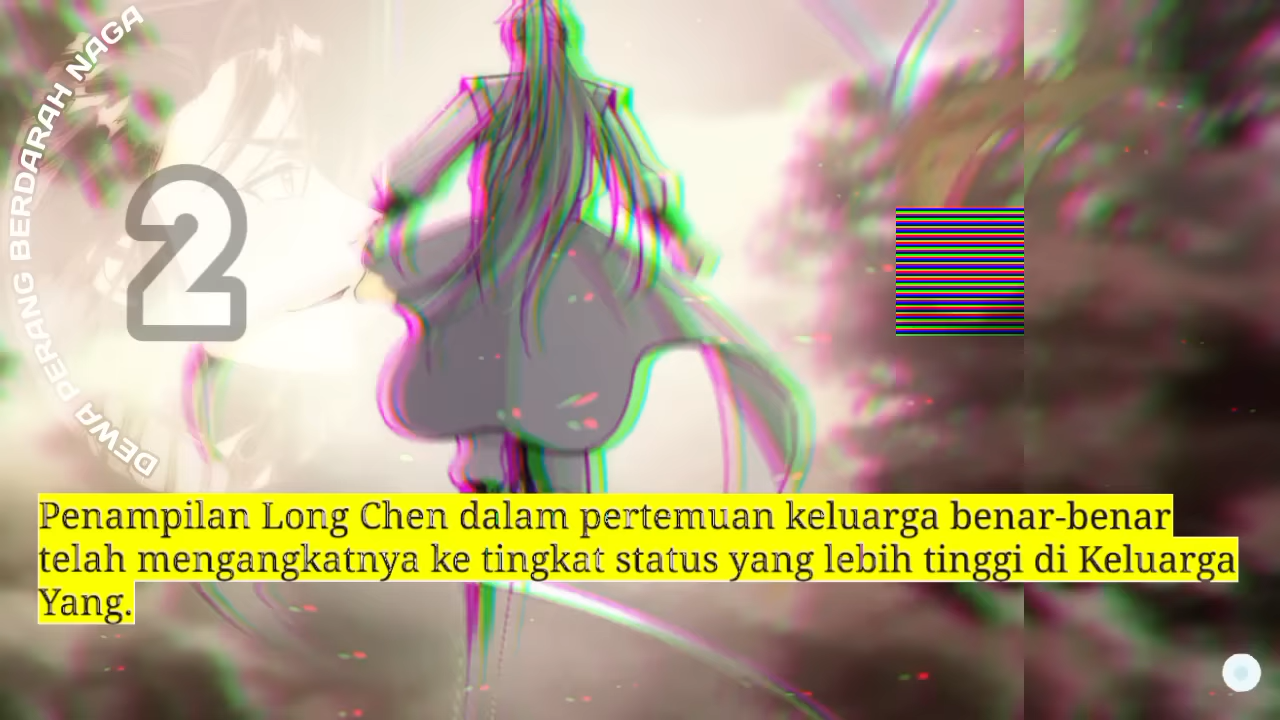 DEWA PERANG BERDARAH NAGA
2
Penampilan Long Chen dalam pertemuan keluarga benar-benar
telah mengangkatnya ke tingkat status yang lebih tinggi di Keluarga
Yang.